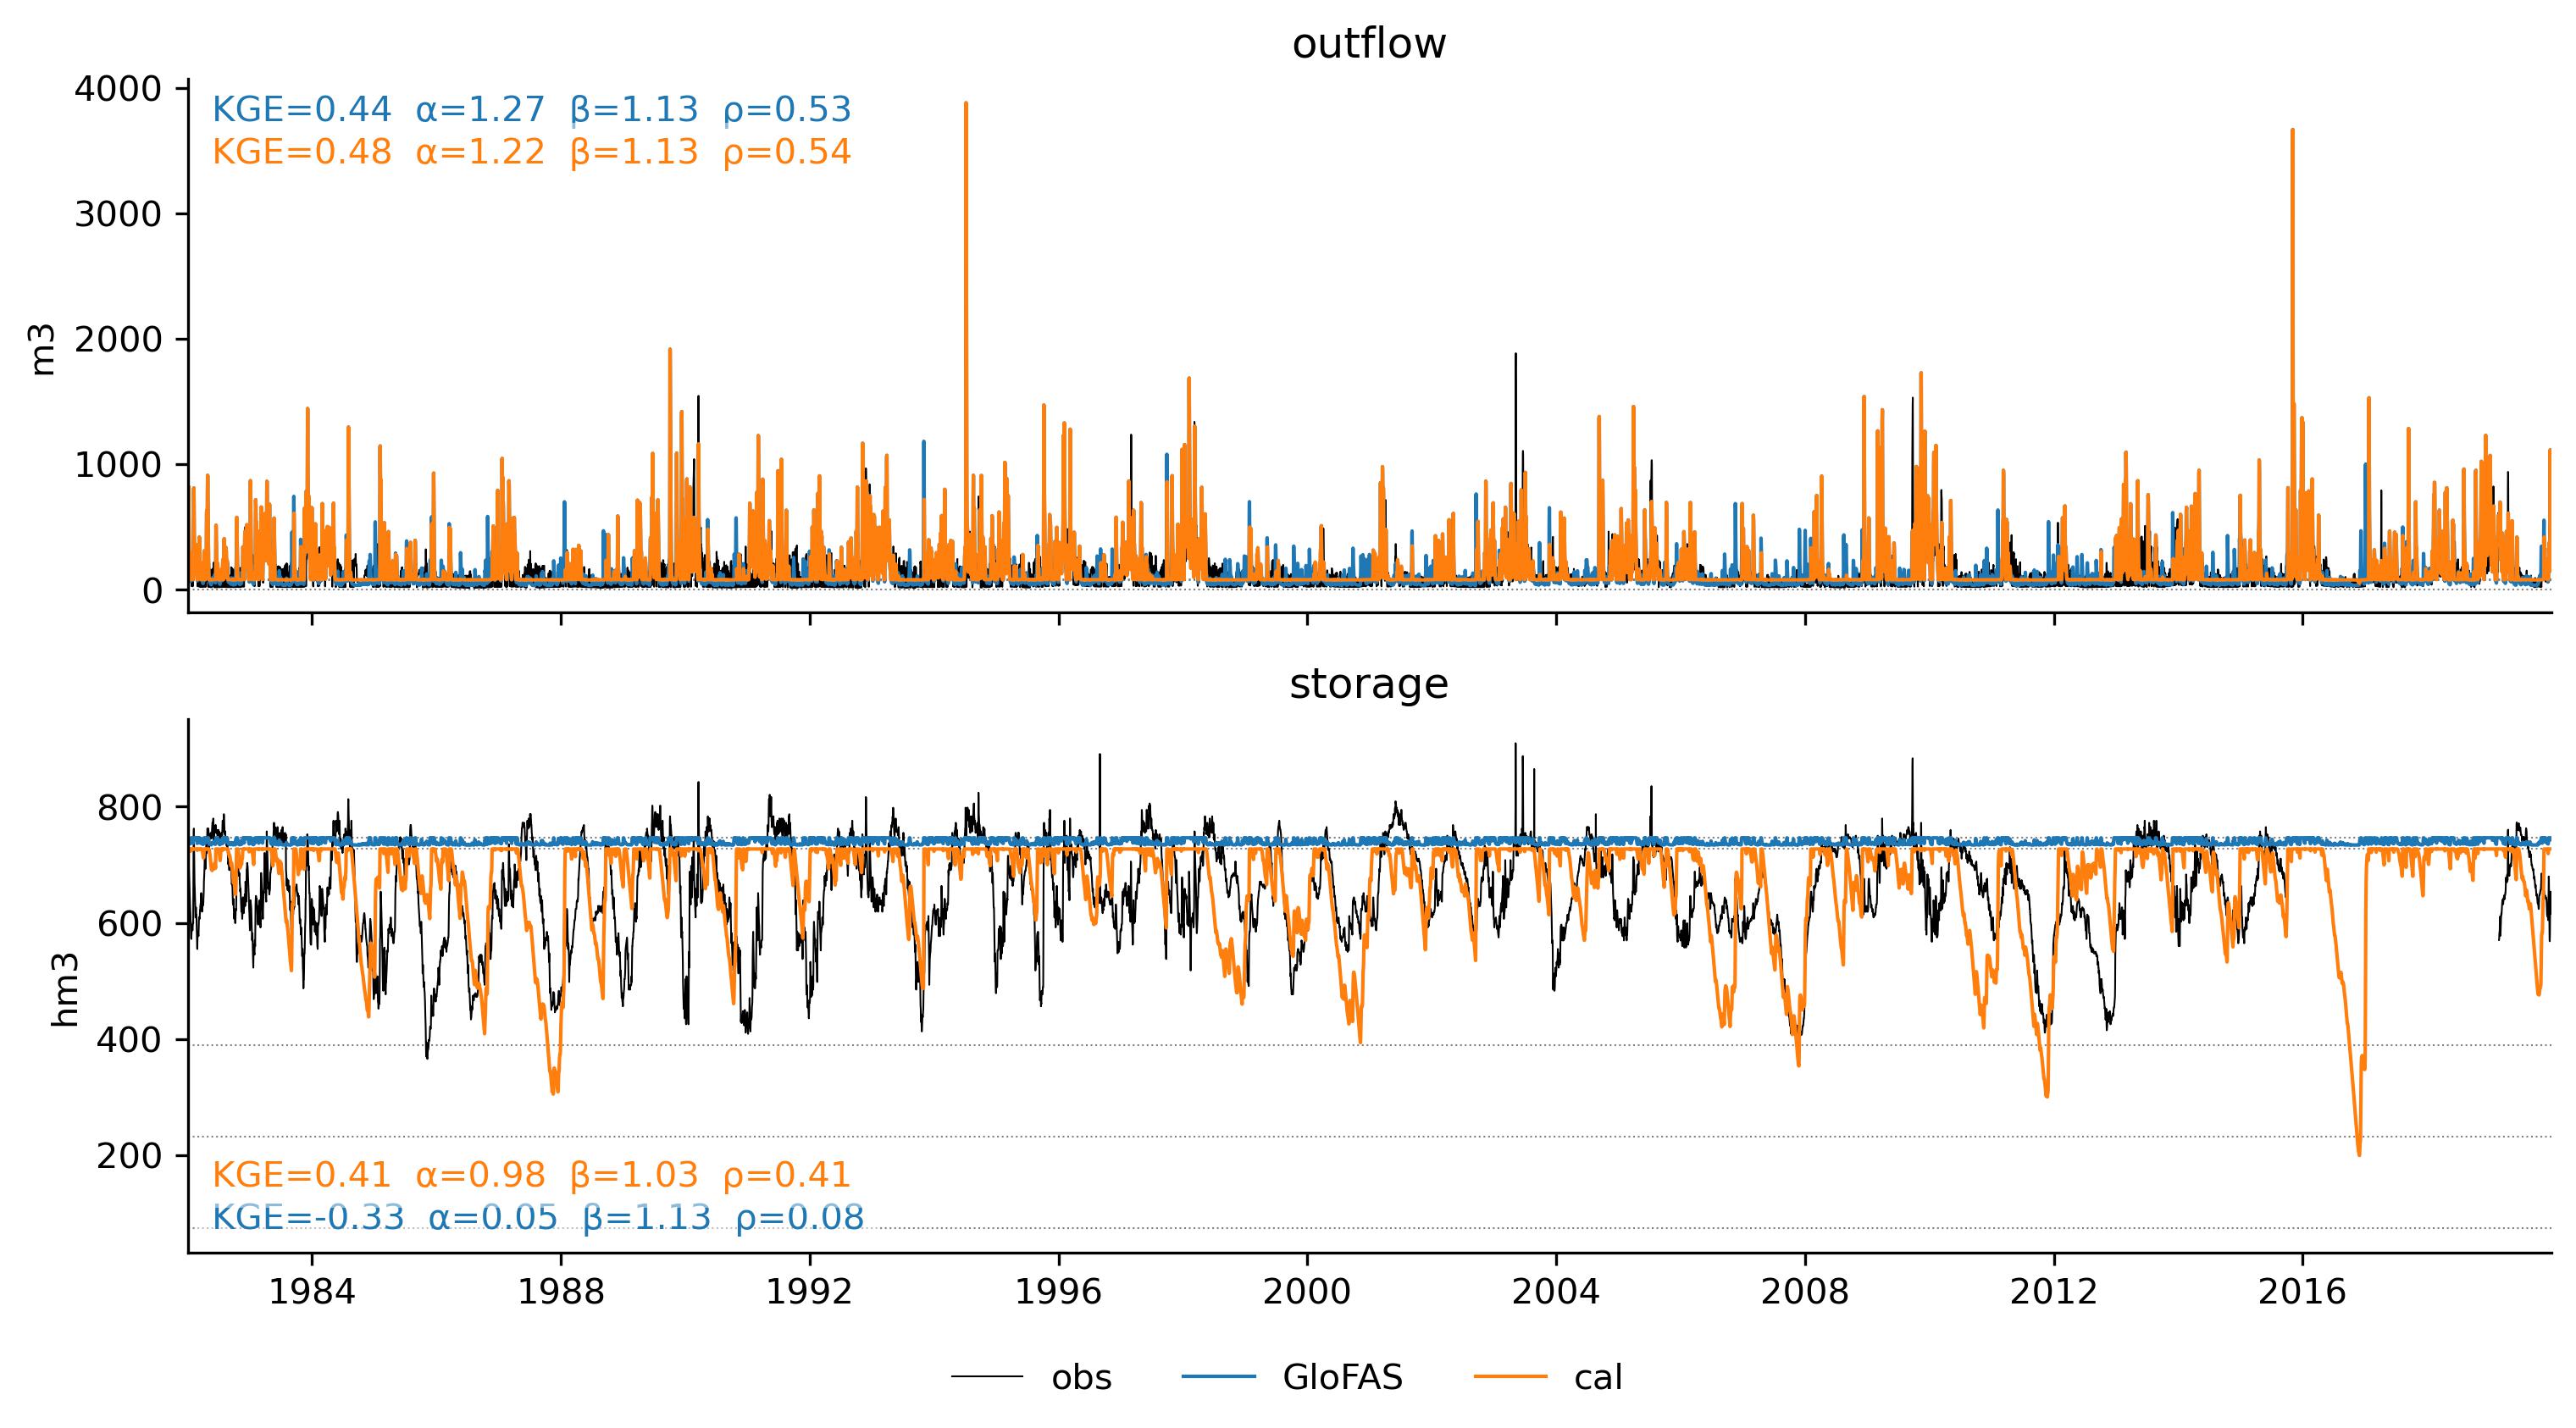 outflow
4000
3000
2000
1000
0
m3
KGE=0.44 α=1.27 β=1.13 ρ=0.53
KGE=0.48 α=1.22 β=1.13 ρ=0.54
storage
800
600
400
200
hm3
KGE=0.41 α=0.98 β=1.03 ρ=0.41
KGE=-0.33 α=0.05 β=1.13 ρ=0.08
1984 1988 1992 1996 2000 2004 2008 2012 2016
obs GloFAS cal